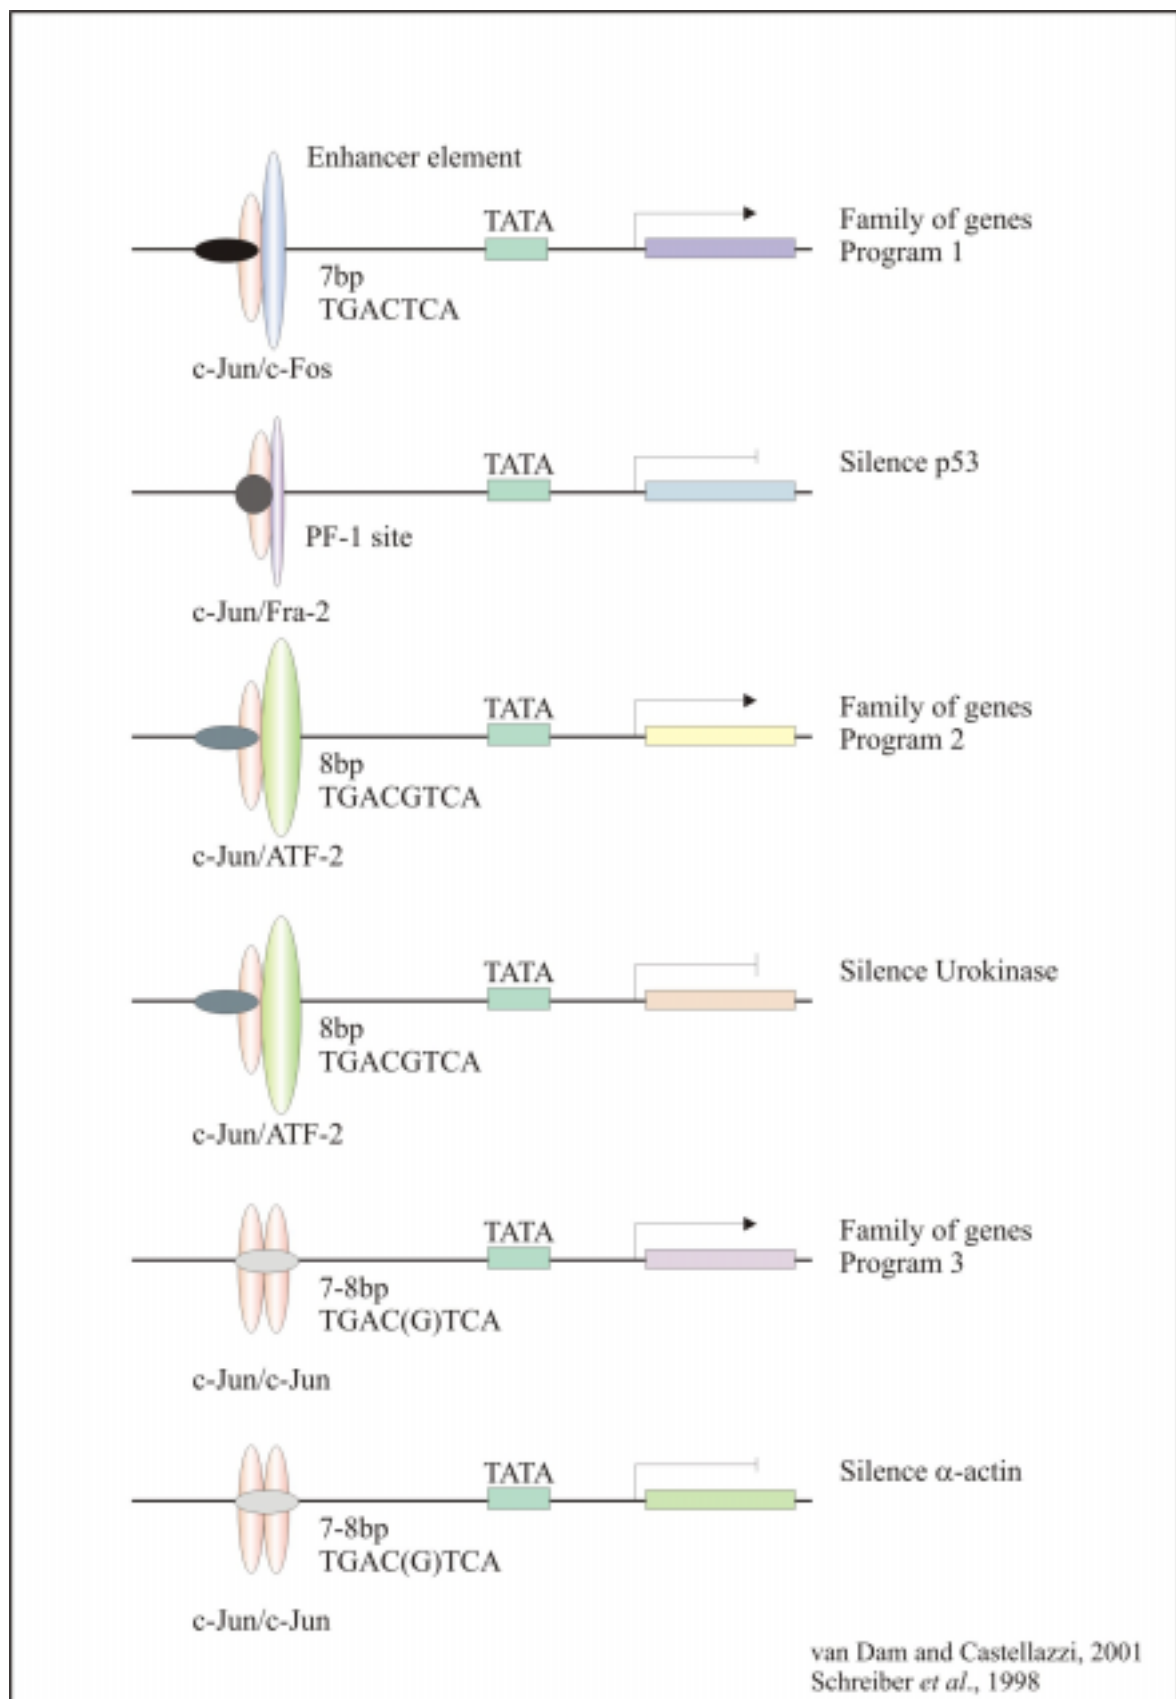 Enhancer element
TATA
Family of genes
Program 1
7bp
TGACTCA
c-Jun/c-Fos
TATA
Silence p53
PF-1 site
c-Jun/Fra-2
TATA
Family of genes
Program 2
8bp
TGACGTCA
c-Jun/ATF-2
TATA
Silence Urokinase
8bp
TGACGTCA
c-Jun/ATF-2
TATA
Family of genes
Program 3
7-8bp
TGAC(G)TCA
c-Jun/c-Jun
TATA
Silence α-actin
7-8bp
TGAC(G)TCA
c-Jun/c-Jun
van Dam and Castellazzi, 2001
Schreiber et al., 1998